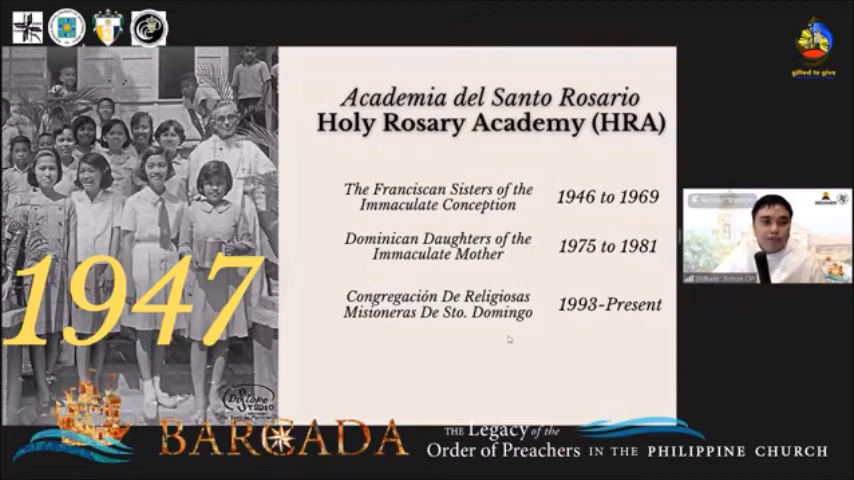 gifted to give
Academia del Santo Rosario
Holy Rosary Academy (HRA)
The Franciscan Sisters of the
Immaculate Conception
1946 to 1969
Dominican Daughters of the
Immaculate Mother
1975 to 1981
Congregación De Religiosas
Misioneras De Sto. Domingo
1993-Present
1947
STUDIO
BARCADA
THE Legacy of the
Order of Preachers IN THE PHILIPPINE CHURCH